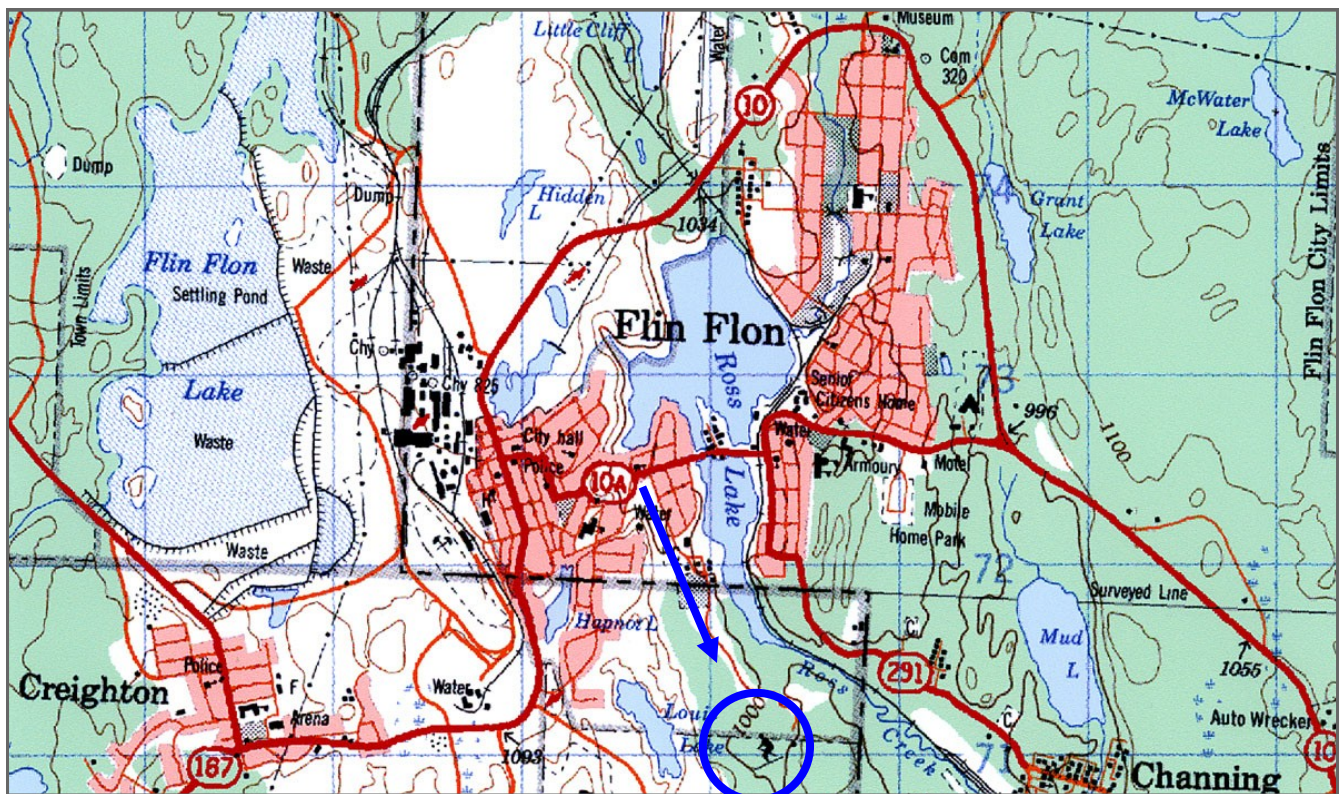 Museum
Little Cliff
L
Water
Com
320
10
McWater
Lake
Dump
Dump
Hidden
L
74
Grant
Lake
1034
Flin Flon
Settling Pond
Waste
Town Limits
Flin Flon City Limits
Flin Flon
Chy
Chy 825
Ross
Lake
Lake
73
Senior
Citizens Home
996
1100
Waste
City hall
Police
Water
10A
Armoury
Motel
H
Water
Mobile
Home Park
Waste
72
Surveyed Line
Hapnot L
C
Mud
L
Police
Creighton
F
Arena
Water
Ross
Creek
291
1055
Louis
Lake
1000
C
Auto Wrecker
1093
71
187
10
Channing